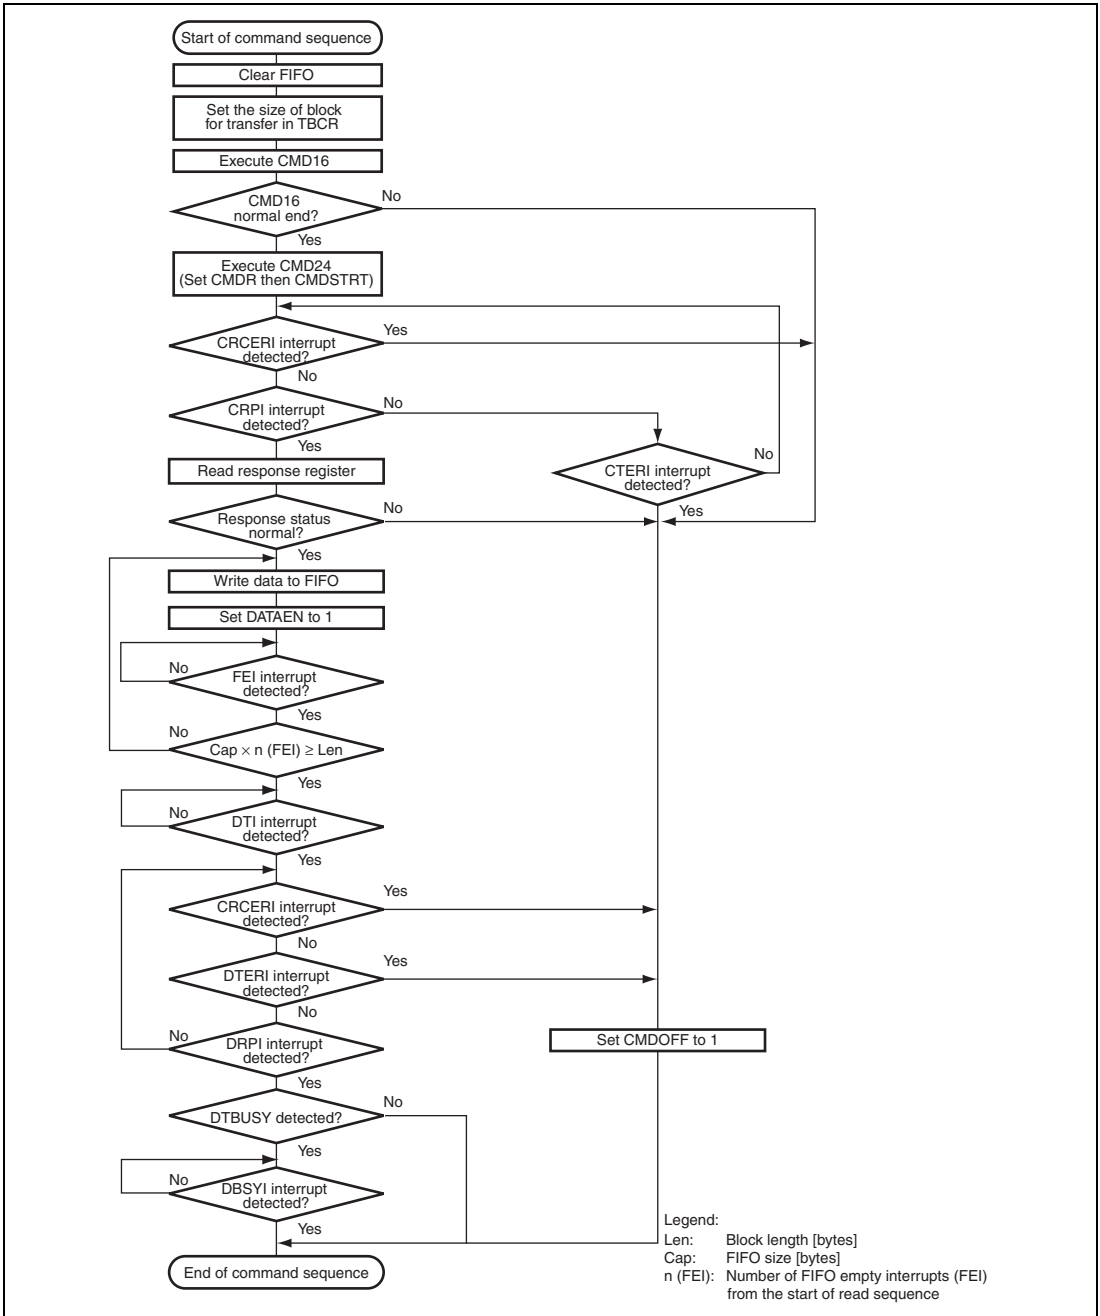 Start of command sequence
Clear FIFO
Set the size of block
for transfer in TBCR
Execute CMD16
CMD16
normal end?
No
Yes
Execute CMD24
(Set CMDR then CMDSTRT)
CRCERI interrupt
detected?
Yes
No
CRPI interrupt
detected?
No
Yes
CTERI interrupt
detected?
No
Yes
Read response register
Response status
normal?
No
Yes
Write data to FIFO
Set DATAEN to 1
FEI interrupt
detected?
No
Yes
Cap × n (FEI) ≥ Len
No
Yes
DTI interrupt
detected?
No
Yes
CRCERI interrupt
detected?
Yes
No
DTERI interrupt
detected?
Yes
No
DRPI interrupt
detected?
No
Yes
Set CMDOFF to 1
DTBUSY detected?
No
Yes
DBSYI interrupt
detected?
No
Yes
End of command sequence
Legend:
Len: Block length [bytes]
Cap: FIFO size [bytes]
n (FEI): Number of FIFO empty interrupts (FEI)
from the start of read sequence